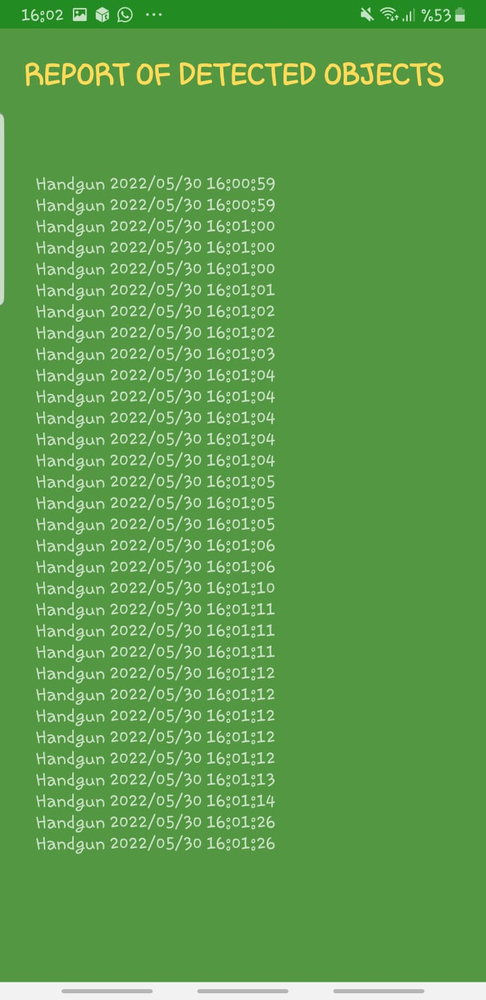 16:02 %53
REPORT OF DETECTED OBJECTS
Handgun 2022/05/30 16:00:59
Handgun 2022/05/30 16:00:59
Handgun 2022/05/30 16:01:00
Handgun 2022/05/30 16:01:00
Handgun 2022/05/30 16:01:00
Handgun 2022/05/30 16:01:01
Handgun 2022/05/30 16:01:02
Handgun 2022/05/30 16:01:02
Handgun 2022/05/30 16:01:03
Handgun 2022/05/30 16:01:04
Handgun 2022/05/30 16:01:04
Handgun 2022/05/30 16:01:04
Handgun 2022/05/30 16:01:04
Handgun 2022/05/30 16:01:04
Handgun 2022/05/30 16:01:05
Handgun 2022/05/30 16:01:05
Handgun 2022/05/30 16:01:05
Handgun 2022/05/30 16:01:06
Handgun 2022/05/30 16:01:06
Handgun 2022/05/30 16:01:10
Handgun 2022/05/30 16:01:11
Handgun 2022/05/30 16:01:11
Handgun 2022/05/30 16:01:11
Handgun 2022/05/30 16:01:12
Handgun 2022/05/30 16:01:12
Handgun 2022/05/30 16:01:12
Handgun 2022/05/30 16:01:12
Handgun 2022/05/30 16:01:12
Handgun 2022/05/30 16:01:13
Handgun 2022/05/30 16:01:14
Handgun 2022/05/30 16:01:26
Handgun 2022/05/30 16:01:26